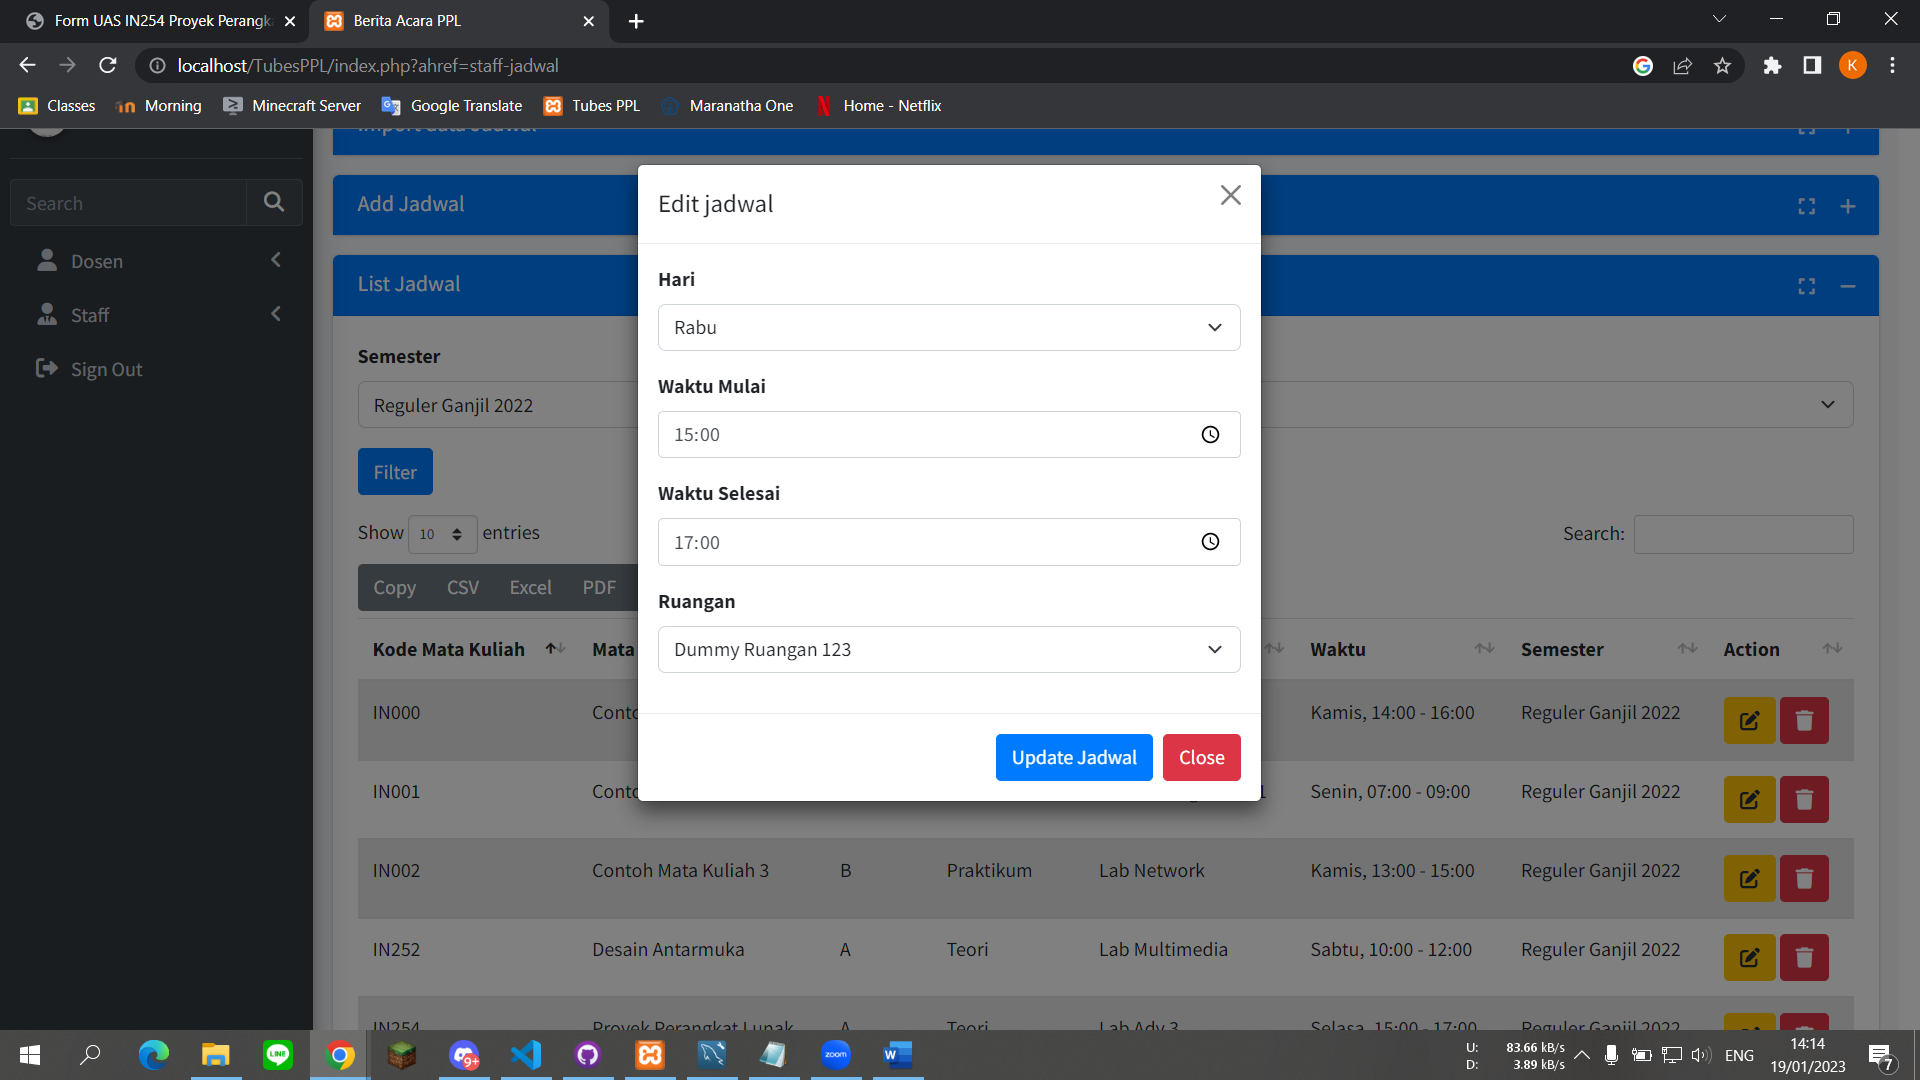 Form UAS IN254 Proyek Perangk
Berita Acara PPL
localhost/TubesPPL/index.php?ahref=staff-jadwal
K
Classes
Morning
Minecraft Server
Google Translate
Tubes PPL
Maranatha One
Home - Netflix
Import data Jadwal
Search
Dosen
Staff
Sign Out
Add Jadwal
List Jadwal
Semester
Reguler Ganjil 2022
Filter
Show 10 entries
Search:
Copy CSV Excel PDF
Edit jadwal
Hari
Rabu
Waktu Mulai
15:00
Waktu Selesai
17:00
Ruangan
Dummy Ruangan 123
Update Jadwal
Close
Kode Mata Kuliah Mata Waktu Semester Action
IN000 Conto Kamis, 14:00 - 16:00 Reguler Ganjil 2022
IN001 Conto 1 Senin, 07:00 - 09:00 Reguler Ganjil 2022
IN002 Contoh Mata Kuliah 3 B Praktikum Lab Network Kamis, 13:00 - 15:00 Reguler Ganjil 2022
IN252 Desain Antarmuka A Teori Lab Multimedia Sabtu, 10:00 - 12:00 Reguler Ganjil 2022
IN254 Proyek Perangkat Lunak A Teori Lab Adv 3 Selasa, 15:00 - 17:00 Reguler Ganjil 2022
LINE
9+
zoom
W
U: 83.66 kB/s
D: 3.89 kB/s
ENG
14:14
19/01/2023
7